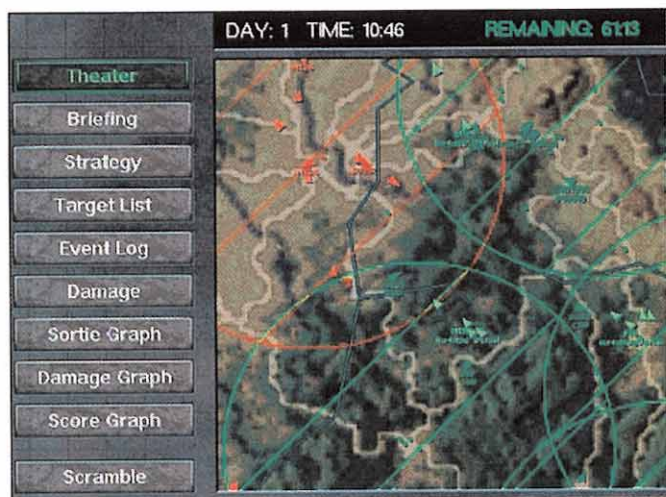 DAY: 1 TIME: 10:46 REMAINING: 61:13
Theater
Briefing
Strategy
Target List
Event Log
Damage
Sortie Graph
Damage Graph
Score Graph
Scramble